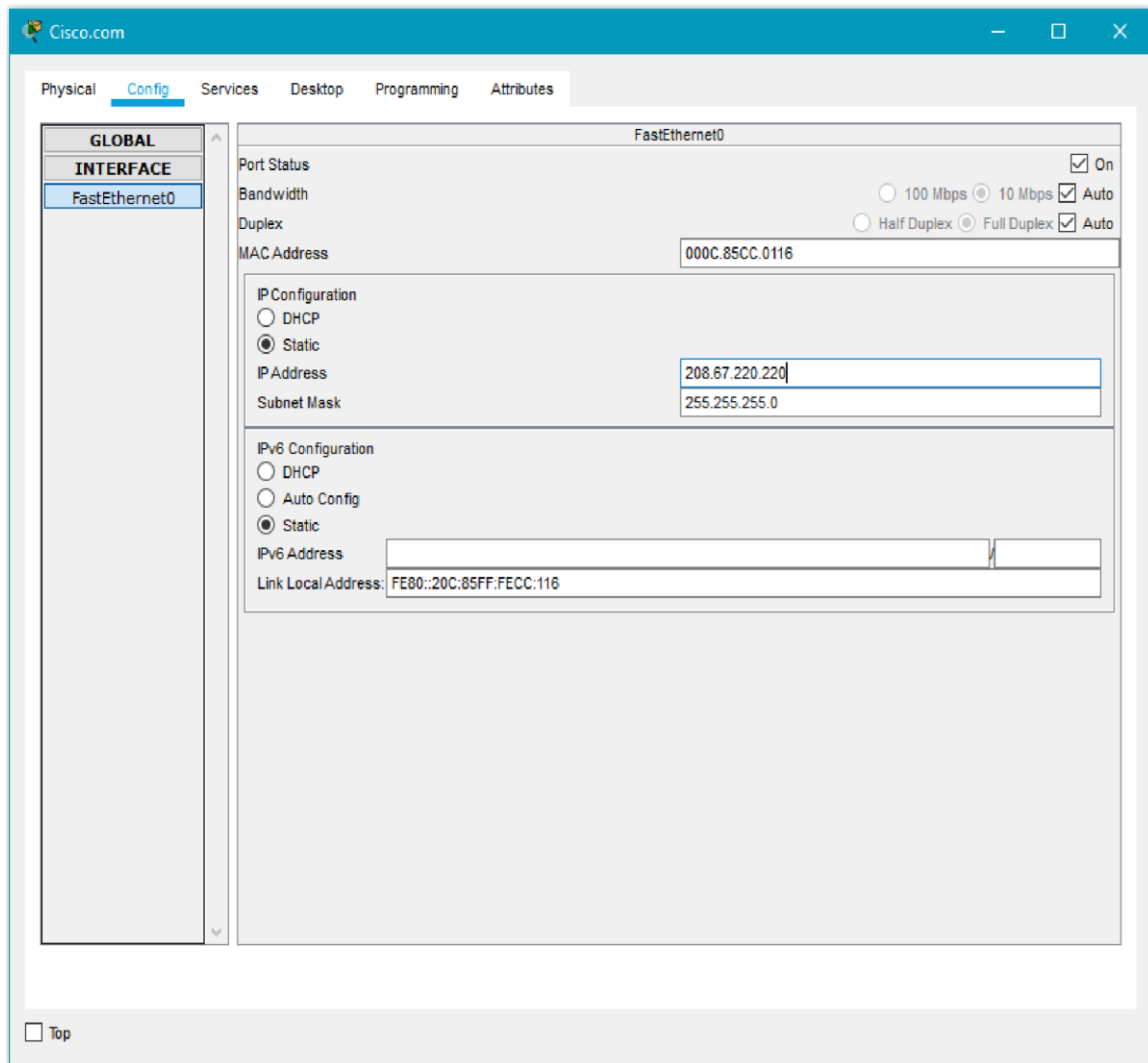 Cisco.com
Physical Config Services Desktop Programming Attributes
GLOBAL
INTERFACE
FastEthernet0
FastEthernet0
Port Status On
Bandwidth 100 Mbps 10 Mbps Auto
Duplex Half Duplex Full Duplex Auto
MAC Address 000C.85CC.0116
IP Configuration
DHCP
Static
IP Address 208.67.220.220
Subnet Mask 255.255.255.0
IPv6 Configuration
DHCP
Auto Config
Static
IPv6 Address /
Link Local Address: FE80::20C:85FF:FECC:116
Top